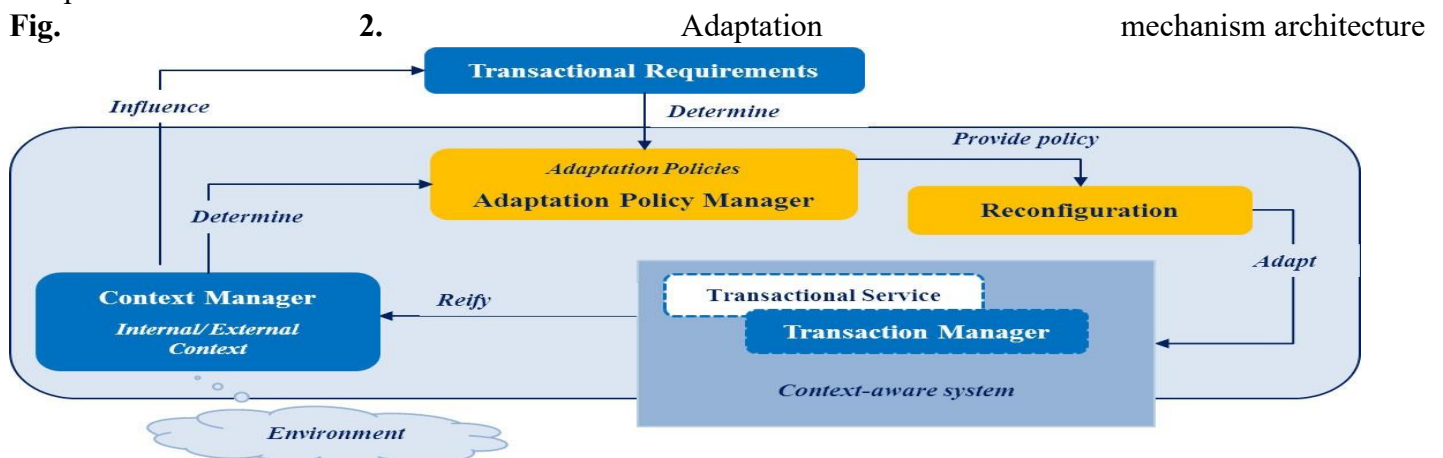 Fig. 2. Adaptation mechanism architecture
Transactional Requirements
Influence
Determine
Provide policy
Adaptation Policies
Adaptation Policy Manager
Determine
Reconfiguration
Adapt
Context Manager
Internal/External
Context
Reify
Transactional Service
Transaction Manager
Context-aware system
Environment